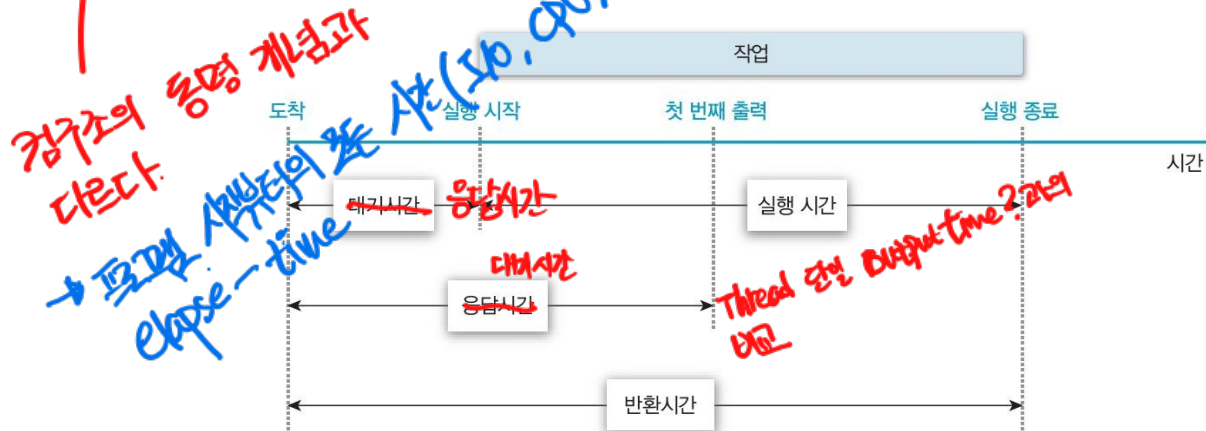 작업
도착
실행 시작
첫 번째 출력
실행 종료
시간
컴구조의 동명 개념과
다르다.
대기시간 응답시간
실행 시간
→ 프로그램 시작부터의 모든 시간 (I/O, CPU,
elapse-time
대기시간
응답시간
Thread 단일 output time? 과의
비교
반환시간